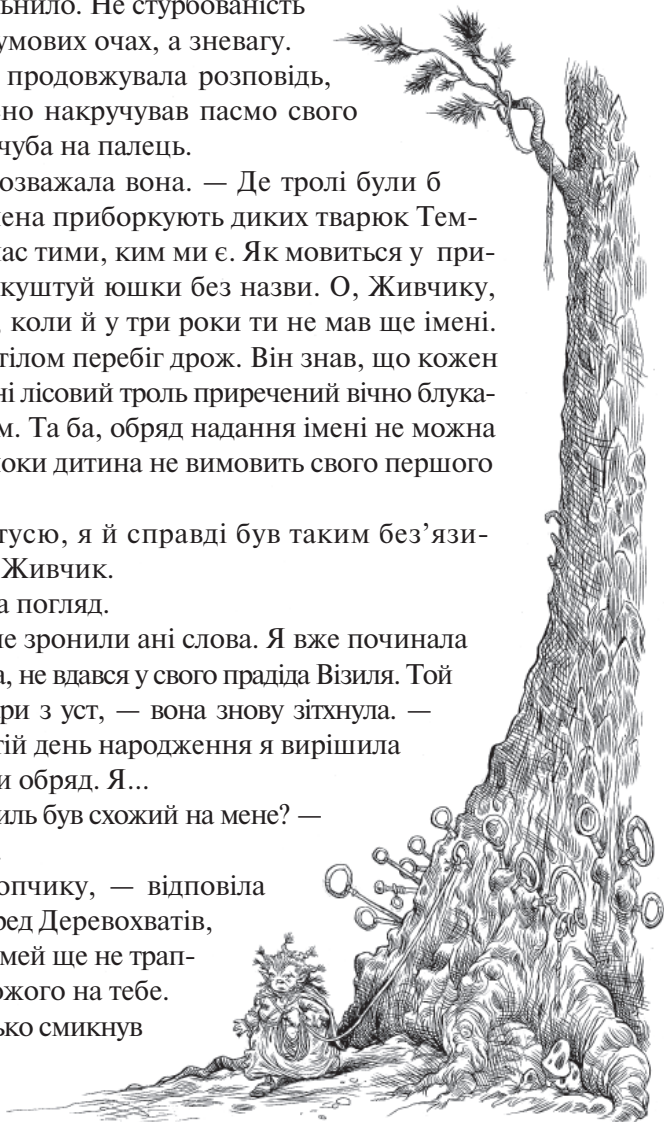 ьнило. Не стурбованість
умових очах, а зневагу.
продовжувала розповідь,
но накручував пасмо свого
чуба на палець.
озважала вона. — Де тролі були б
лена приборкують диких тварюк Тем-
нас тими, ким ми є. Як мовиться у при-
куштуй юшки без назви. О, Живчику,
, коли й у три роки ти не мав ще імені.
тілом перебіг дрож. Він знав, що кожен
ні лісовий троль приречений вічно блука-
м. Та ба, обряд надання імені не можна
поки дитина не вимовить свого першого
тусю, я й справді був таким без’язи-
Живчик.
а погляд.
не зронили ані слова. Я вже починала
а, не вдався у свого прадіда Візиля. Той
ри з уст, — вона знову зітхнула. —
тій день народження я вирішила
и обряд. Я...
иль був схожий на мене? —
.
опчику, — відповіла
ред Деревохватів,
мей ще не трап-
ожого на тебе.
ько смикнув